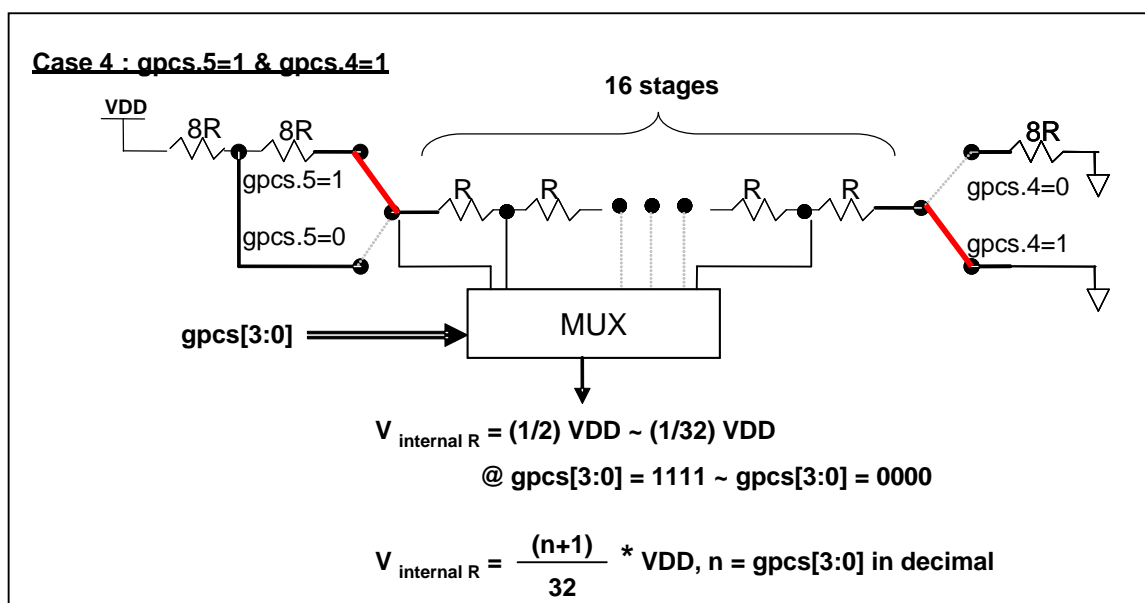 Case 4 : gpcs.5=1 & gpcs.4=1
16 stages
VDD
8R
8R
8R
gpcs.5=1
R
R
R
R
gpcs.4=0
gpcs.5=0
gpcs.4=1
MUX
gpcs[3:0]
V internal R = (1/2) VDD ~ (1/32) VDD
@ gpcs[3:0] = 1111 ~ gpcs[3:0] = 0000
V internal R = (n+1) / 32 * VDD, n = gpcs[3:0] in decimal